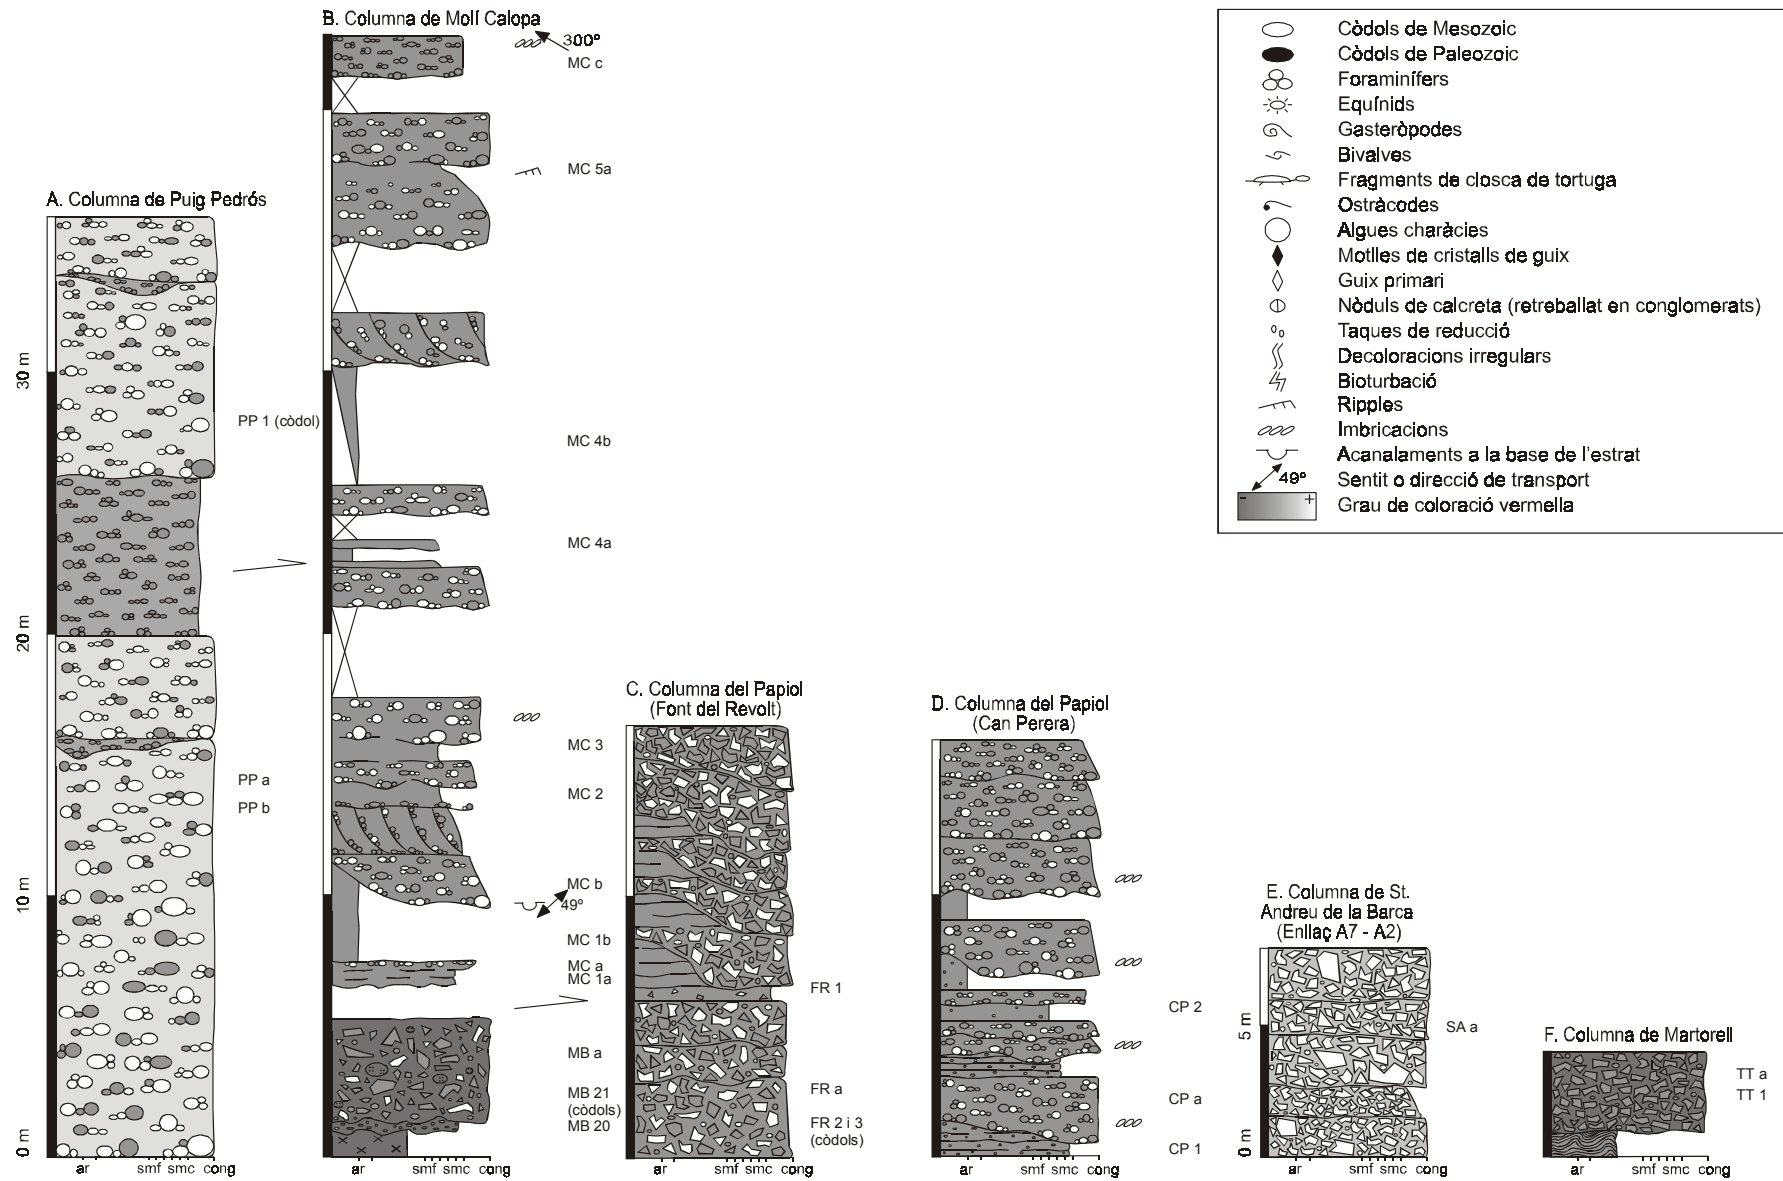 B. Columna de Molí Calopa
300º
MC c
MC 5a
MC 4b
MC 4a
MC 3
MC 2
MC b
49º
MC 1b
MC a
MC 1a
MB a
MB 21
(còdols)
MB 20
ar smf smc cong
A. Columna de Puig Pedrós
30 m
20 m
10 m
0 m
PP 1 (còdol)
PP a
PP b
ar smf smc cong
C. Columna del Papiol
(Font del Revolt)
FR 1
FR a
FR 2 i 3
(còdols)
ar smf smc cong
D. Columna del Papiol
(Can Perera)
CP 2
CP a
CP 1
ar smf smc cong
E. Columna de St.
Andreu de la Barca
(Enllaç A7 - A2)
5 m
0 m
SA a
ar smf smc cong
F. Columna de Martorell
TT a
TT 1
ar smf smc cong
Còdols de Mesozoic
Còdols de Paleozoic
Foraminífers
Equínids
Gasteròpodes
Bivalves
Fragments de closca de tortuga
Ostràcodes
Algues charàcies
Motlles de cristalls de guix
Guix primari
Nòduls de calcreta (retreballat en conglomerats)
Taques de reducció
Decoloracions irregulars
Bioturbació
Ripples
Imbricacions
Acanalaments a la base de l'estrat
49º Sentit o direcció de transport
- + Grau de coloració vermella